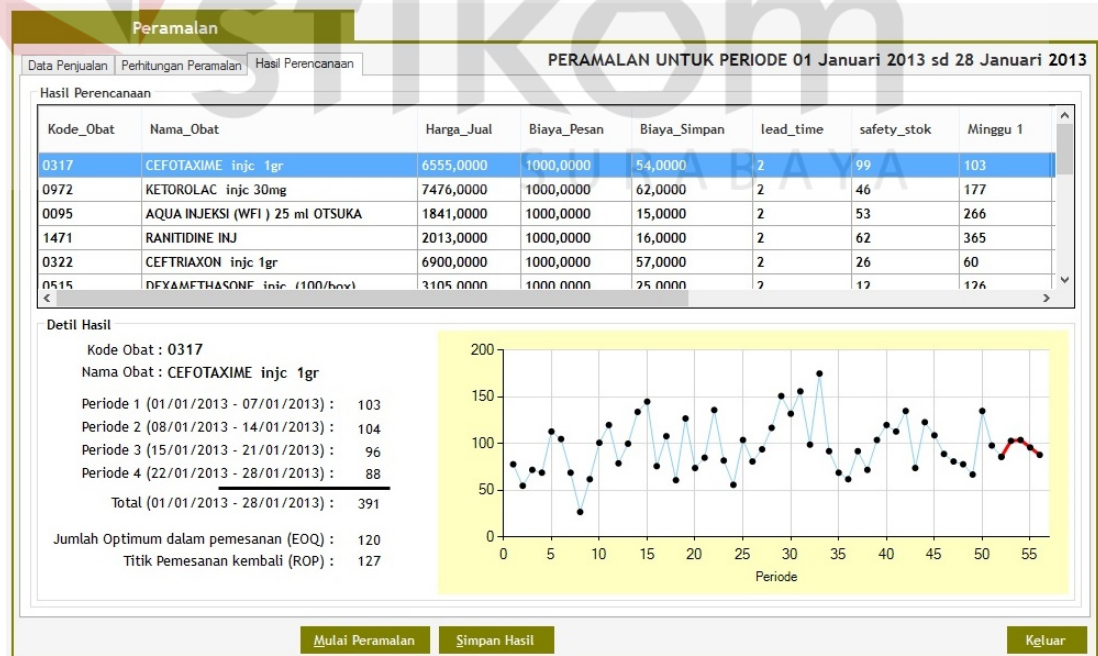 STIKOM
SURABAYA
Peramalan
Data Penjualan Perhitungan Peramalan Hasil Perencanaan
PERAMALAN UNTUK PERIODE 01 Januari 2013 sd 28 Januari 2013
Hasil Perencanaan
Kode_Obat Nama_Obat Harga_Jual Biaya_Pesan Biaya_Simpan lead_time safety_stok Minggu 1
0317 CEFOTAXIME injc 1gr 6555,0000 1000,0000 54,0000 2 99 103
0972 KETOROLAC injc 30mg 7476,0000 1000,0000 62,0000 2 46 177
0095 AQUA INJEKSI (WFI ) 25 ml OTSUKA 1841,0000 1000,0000 15,0000 2 53 266
1471 RANITIDINE INJ 2013,0000 1000,0000 16,0000 2 62 365
0322 CEFTRIAXON injc 1gr 6900,0000 1000,0000 57,0000 2 26 60
0515 DEXAMETHASONE injc (100/box) 3105,0000 1000,0000 25,0000 2 12 126
Detil Hasil
Kode Obat : 0317
Nama Obat : CEFOTAXIME injc 1gr
Periode 1 (01/01/2013 - 07/01/2013) : 103
Periode 2 (08/01/2013 - 14/01/2013) : 104
Periode 3 (15/01/2013 - 21/01/2013) : 96
Periode 4 (22/01/2013 - 28/01/2013) : 88
Total (01/01/2013 - 28/01/2013) : 391
Jumlah Optimum dalam pemesanan (EOQ) : 120
Titik Pemesanan kembali (ROP) : 127
200
150
100
50
0
0 5 10 15 20 25 30 35 40 45 50 55
Periode
Mulai Peramalan Simpan Hasil Keluar